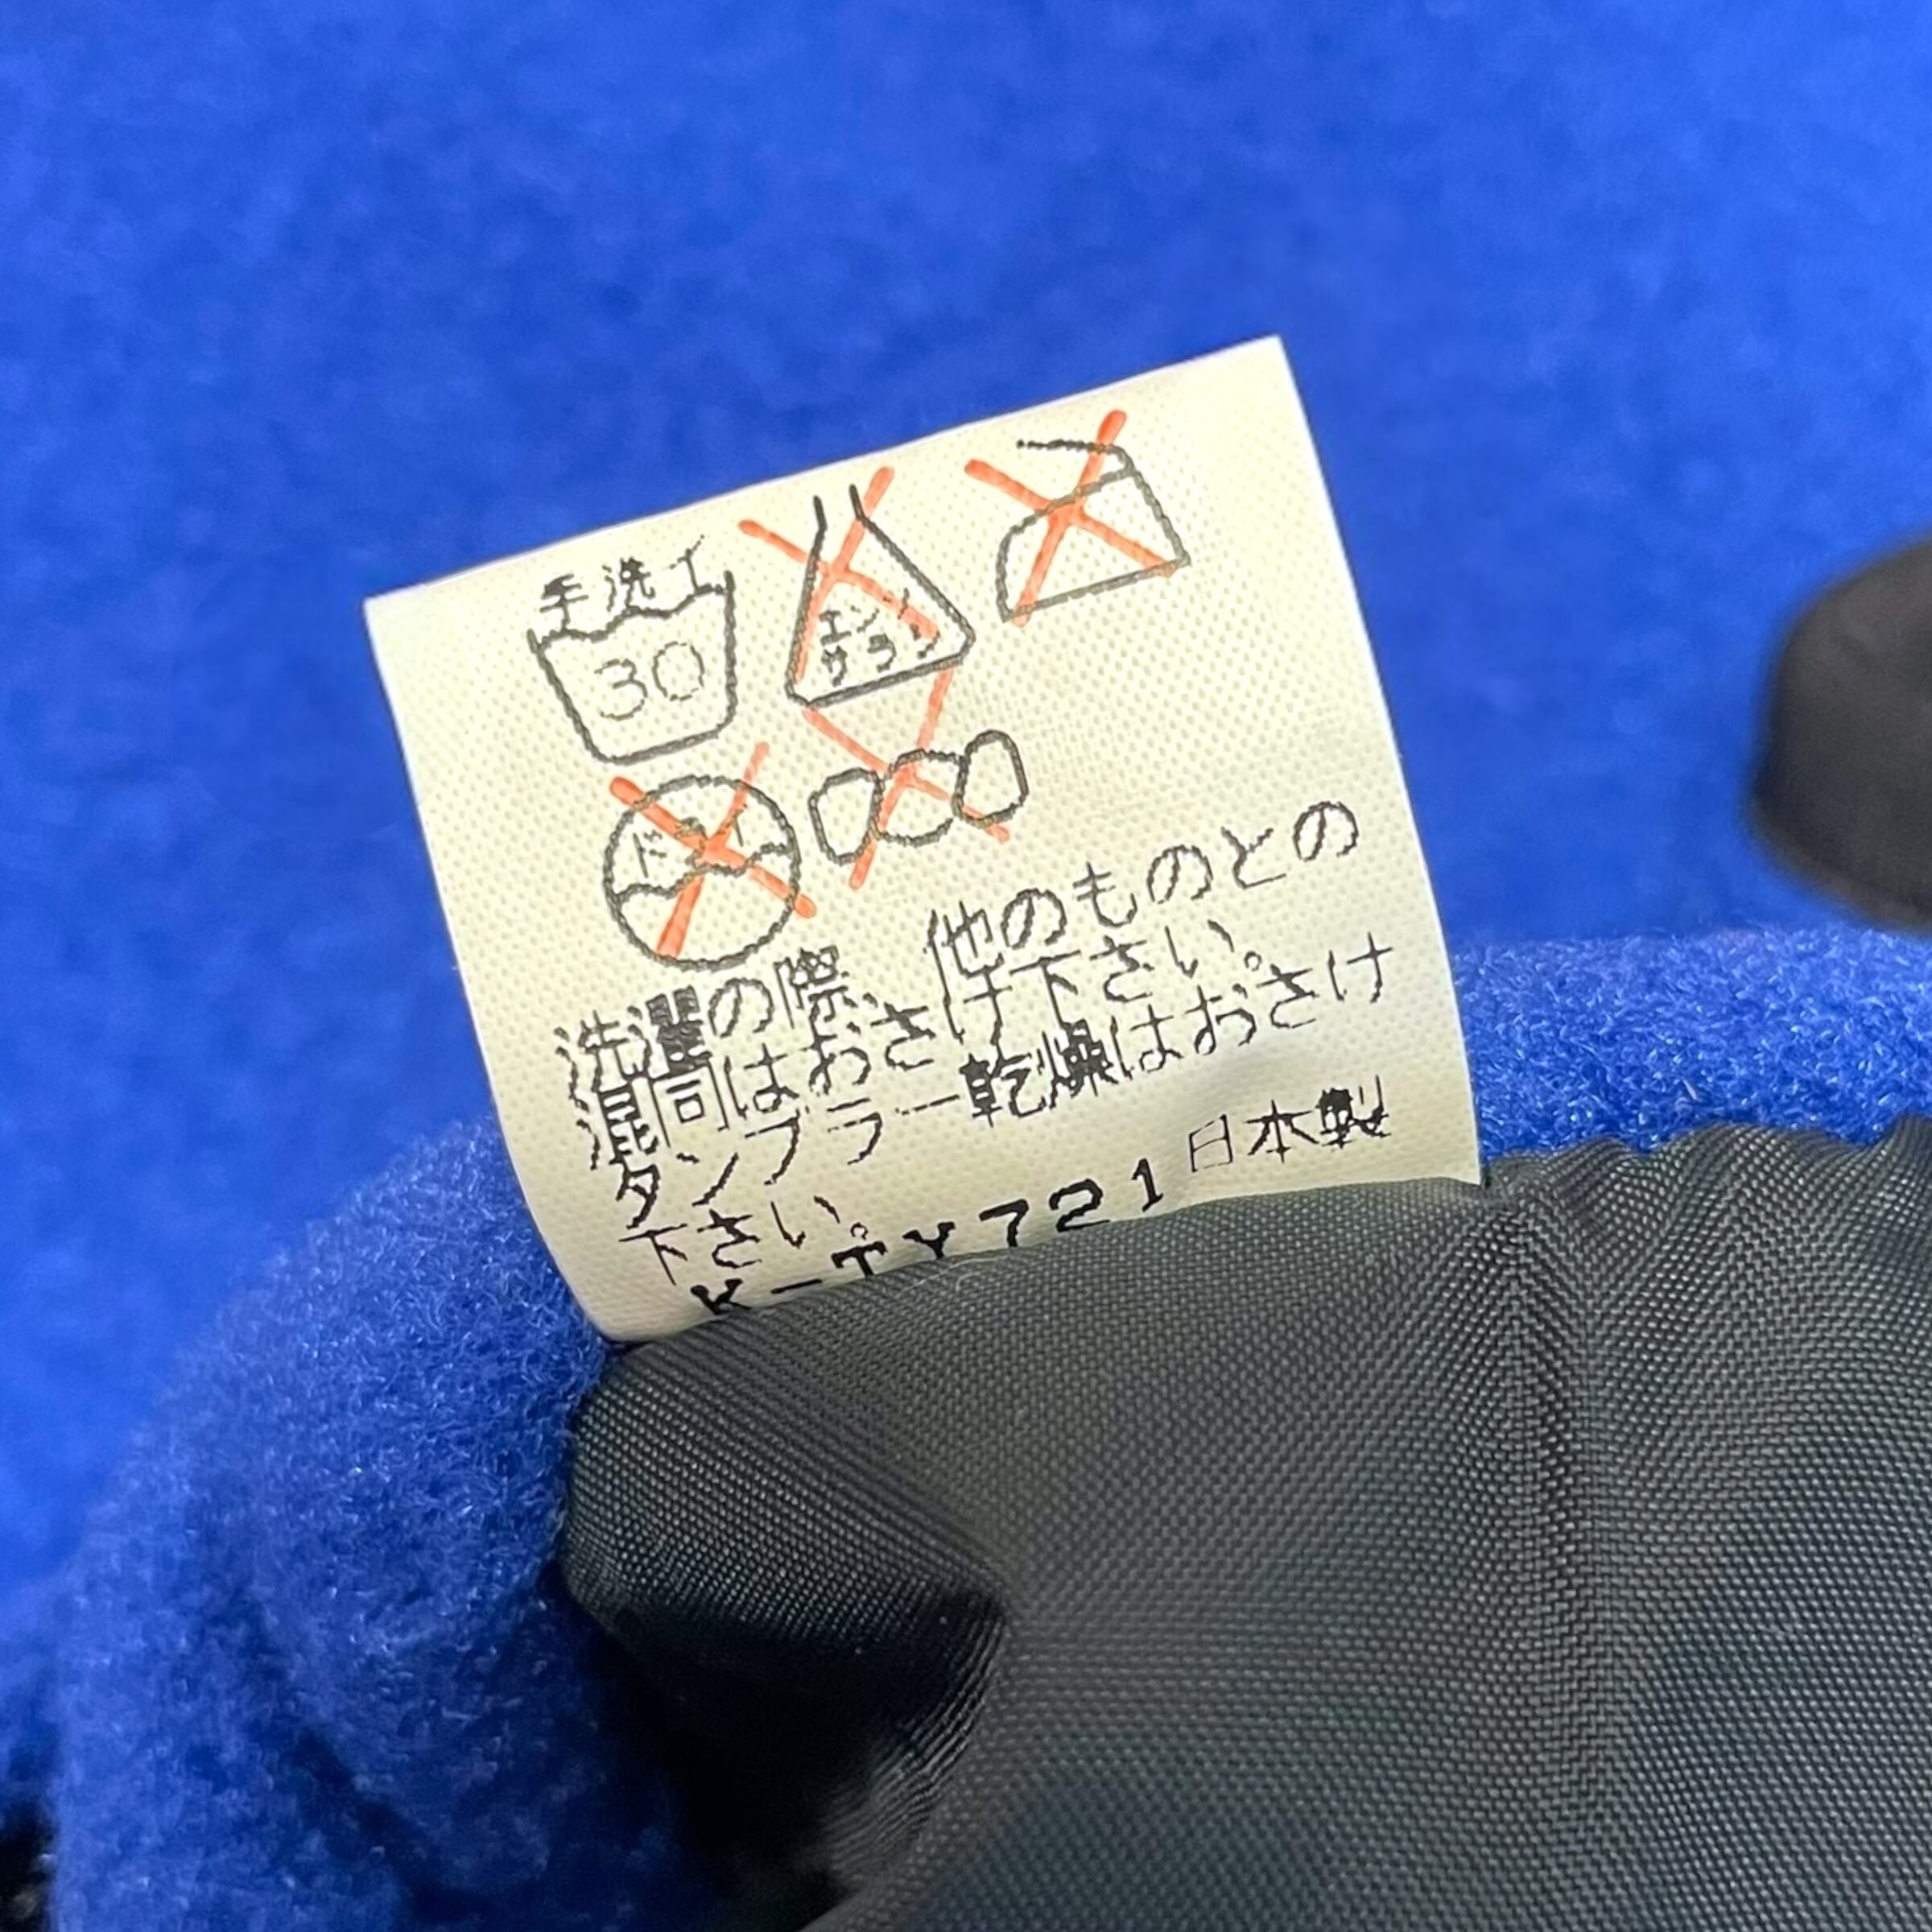 手洗イ
30
エンソ
サラシ
ドライ
洗濯の際、他のものとの
混同はおさけ下さい。
タンブラー乾燥はおさけ
下さい。
日本製
K-TY721